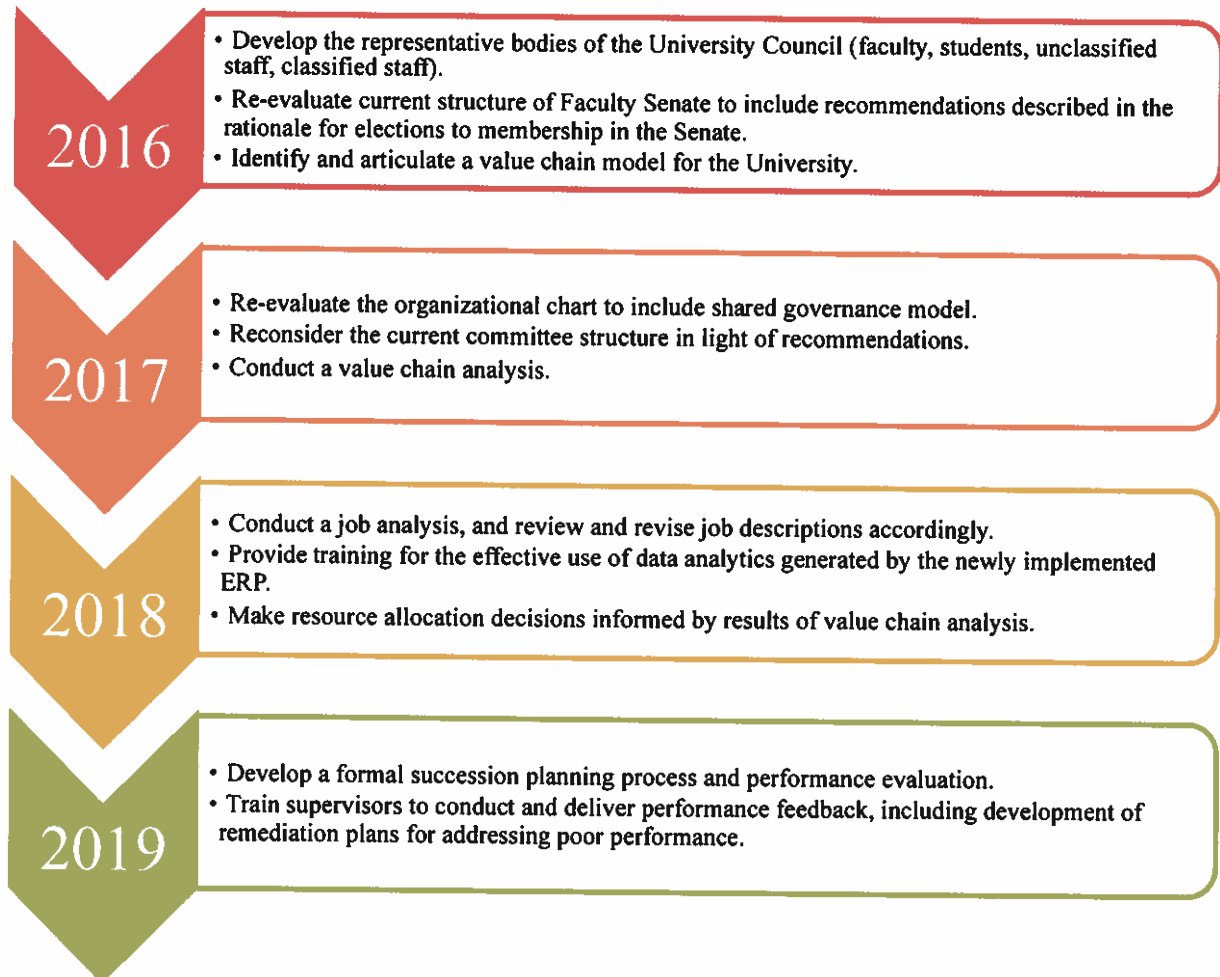 2016
• Develop the representative bodies of the University Council (faculty, students, unclassified
staff, classified staff).
• Re-evaluate current structure of Faculty Senate to include recommendations described in the
rationale for elections to membership in the Senate.
• Identify and articulate a value chain model for the University.
2017
• Re-evaluate the organizational chart to include shared governance model.
• Reconsider the current committee structure in light of recommendations.
• Conduct a value chain analysis.
2018
• Conduct a job analysis, and review and revise job descriptions accordingly.
• Provide training for the effective use of data analytics generated by the newly implemented
ERP.
• Make resource allocation decisions informed by results of value chain analysis.
2019
• Develop a formal succession planning process and performance evaluation.
• Train supervisors to conduct and deliver performance feedback, including development of
remediation plans for addressing poor performance.